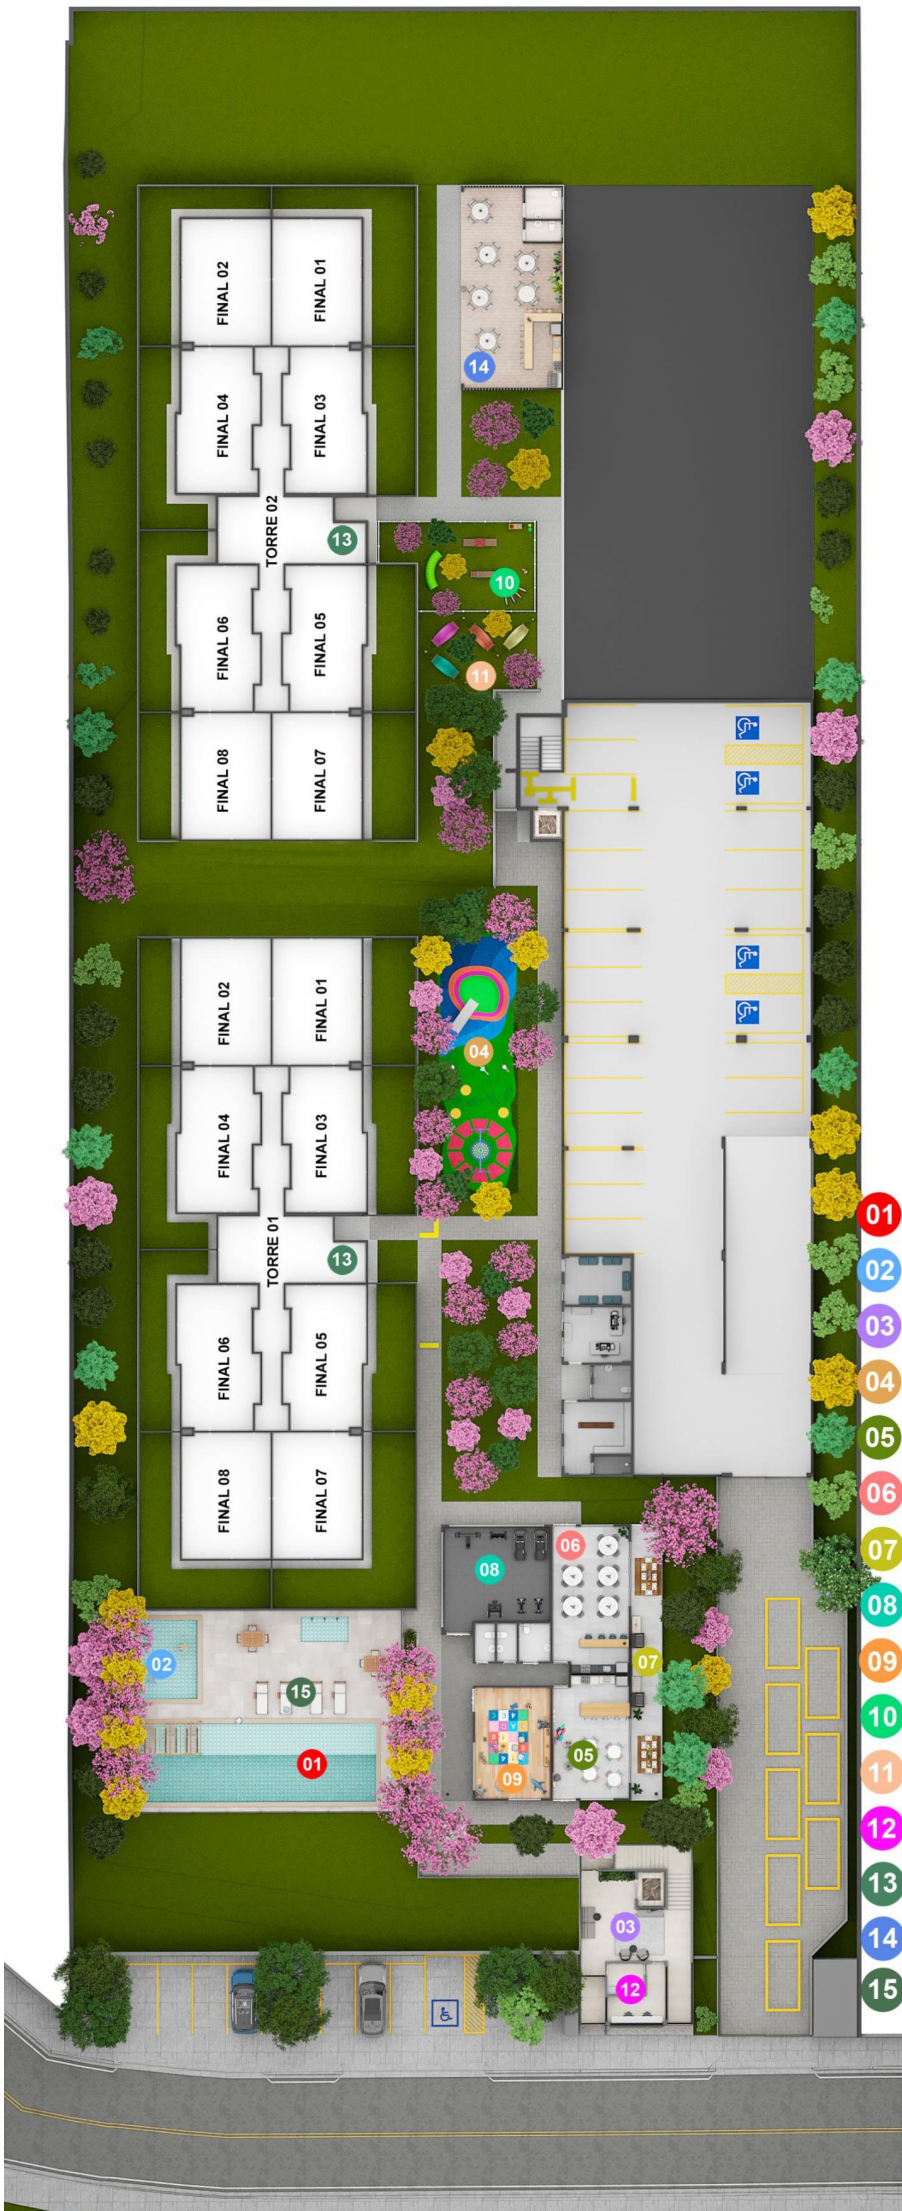 FINAL 02
FINAL 01
14
FINAL 04
FINAL 03
TORRE 02
13
10
FINAL 06
FINAL 05
11
FINAL 08
FINAL 07
FINAL 02
FINAL 01
04
FINAL 04
FINAL 03
TORRE 01
13
FINAL 06
FINAL 05
FINAL 08
FINAL 07
06
08
02
07
15
05
01
09
03
12
01
02
03
04
05
06
07
08
09
10
11
12
13
14
15